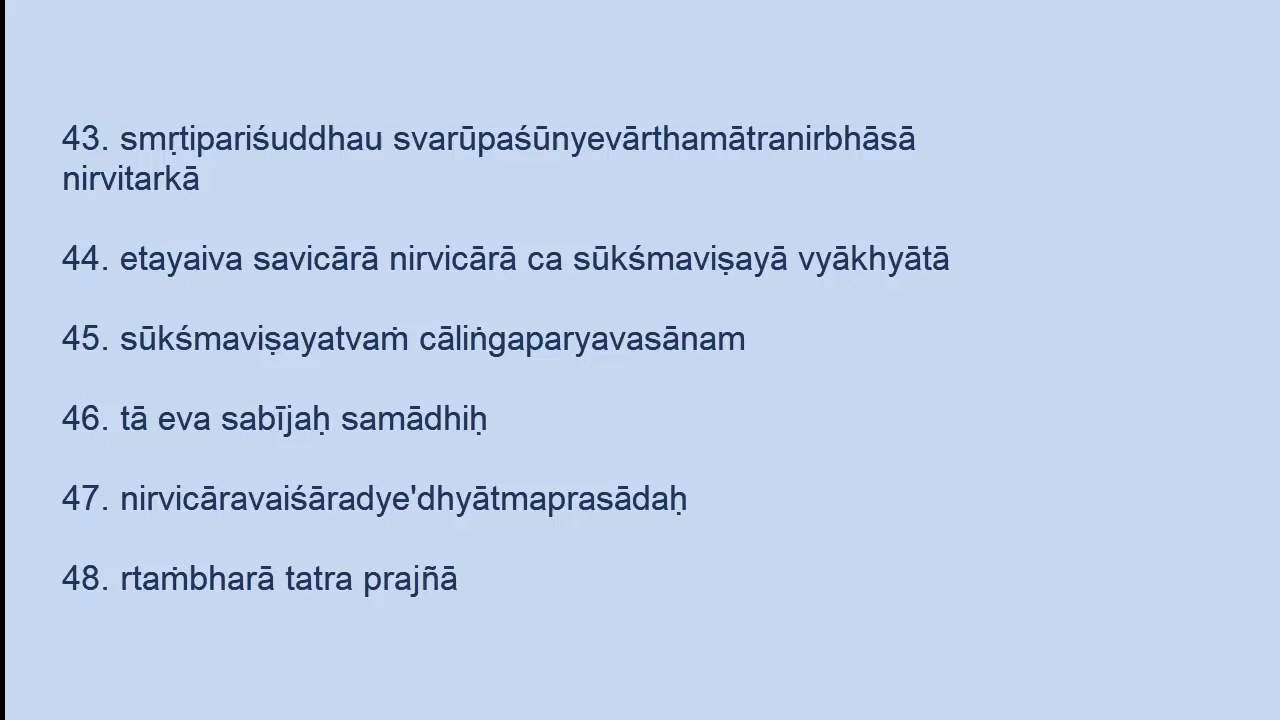 43. smṛtipariśuddhau svarūpaśūnyevārthamātranirbhāsā
nirvitarkā
44. etayaiva savicārā nirvicārā ca sūkśmaviṣayā vyākhyātā
45. sūkśmaviṣayatvaṁ cāliṅgaparyavasānam
46. tā eva sabījaḥ samādhiḥ
47. nirvicāravaiśāradye'dhyātmaprasādaḥ
48. rtaṁbharā tatra prajñā